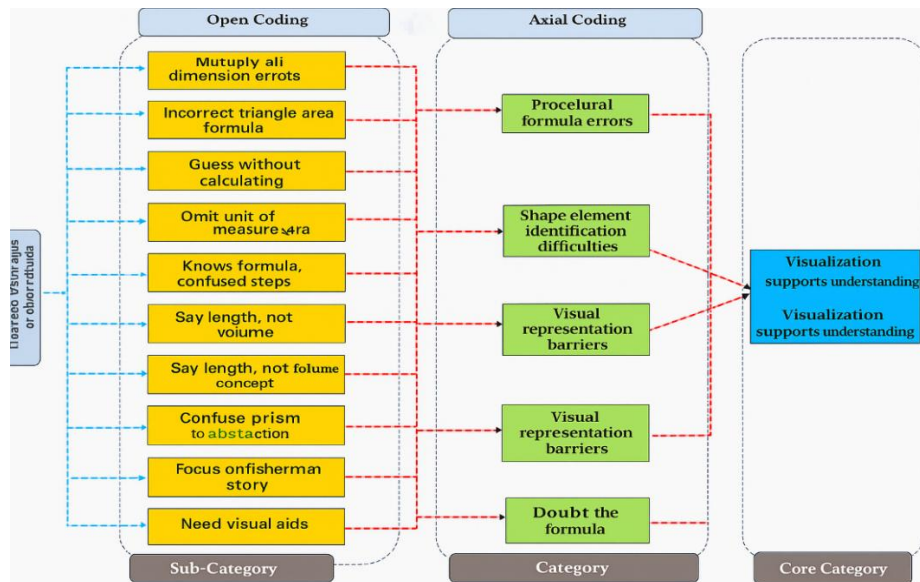 Open Coding
Axial Coding
Mutuply ali
dimension errots
Incorrect triangle area
formula
Guess without
calculating
Omit unit of
measure
Knows formula,
confused steps
Say length, not
voiume
Say length, not folume
concept
Confuse prism
to abstaction
Focus onfisherman
story
Need visual aids
Sub-Category
Procelural
formula errors
Shape element
identification
difficulties
Visual
representation
barriers
Visual
representation
barriers
Doubt the
formula
Category
Visualization
supports understanding
Visualization
supports understanding
Core Category